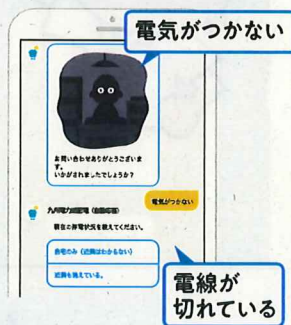 電気がつかない
お問い合わせありがとうございま
す。
いかがされましたでしょうか？
電気がつかない
九州電力送配電（自動応答）
現在の停電状況を教えてください。
自宅のみ（近隣はわからない）
近隣も消えている。
電線が
切れている